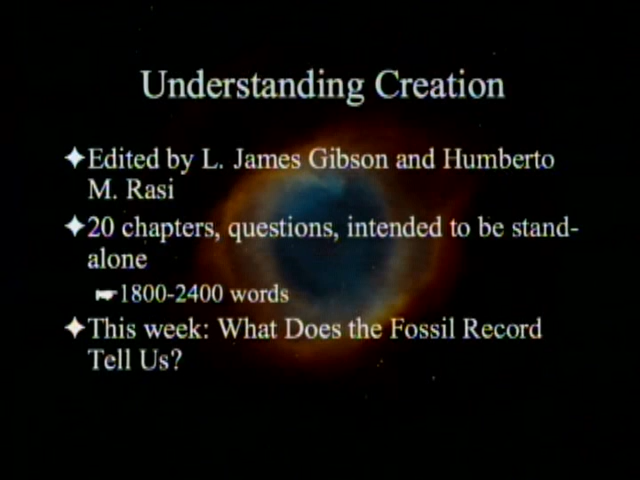 Understanding Creation
Edited by L. James Gibson and Humberto
M. Rasi
20 chapters, questions, intended to be stand-
alone
1800-2400 words
This week: What Does the Fossil Record
Tell Us?